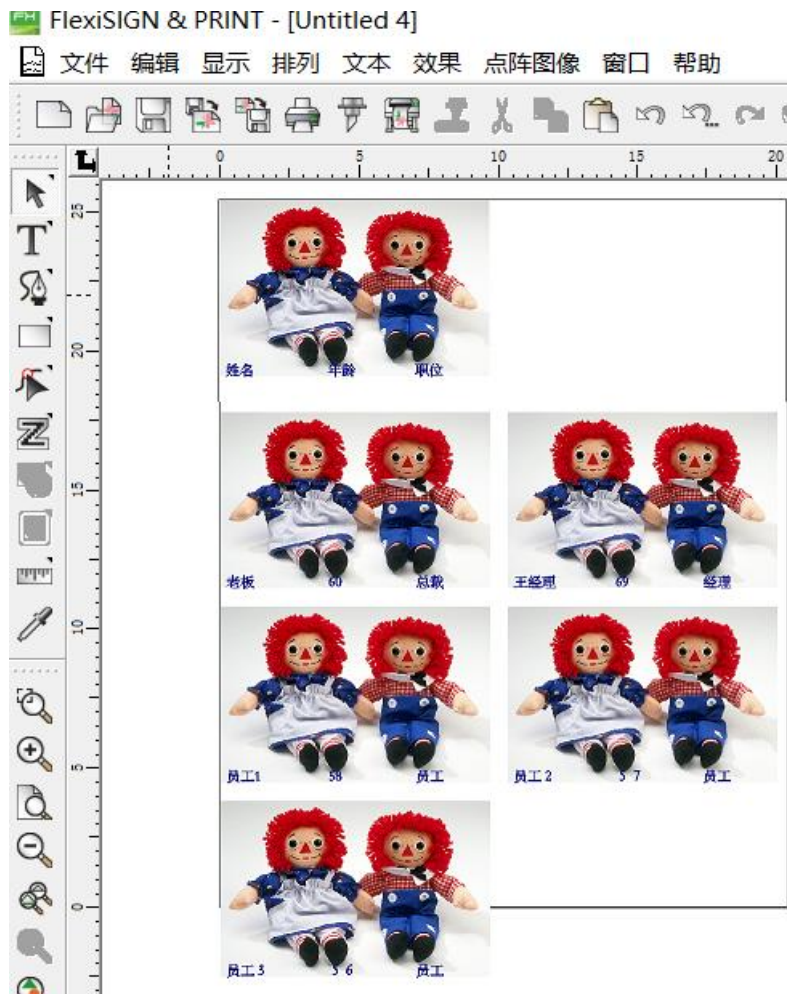 FlexiSIGN & PRINT - [Untitled 4]
文件 编辑 显示 排列 文本 效果 点阵图像 窗口 帮助
0 5 10 15 20
25
20
15
10
5
0
姓名 年龄 职位
老板 60 总裁 王经理 69 经理
员工1 58 员工 员工2 57 员工
员工3 56 员工